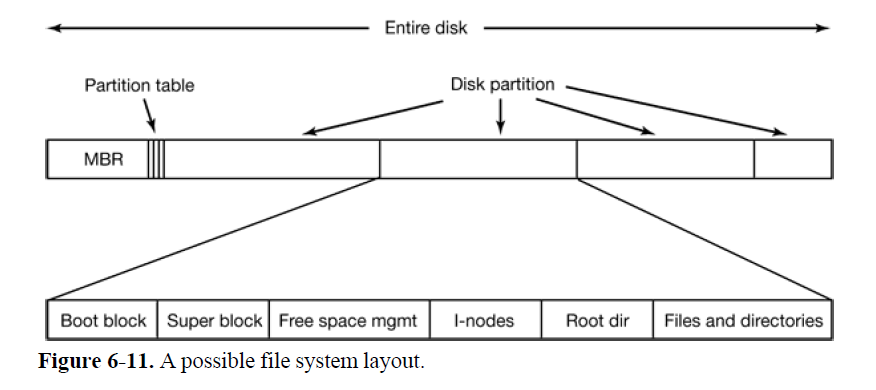 Entire disk
Partition table
Disk partition
MBR
Boot block
Super block
Free space mgmt
I-nodes
Root dir
Files and directories
Figure 6-11. A possible file system layout.